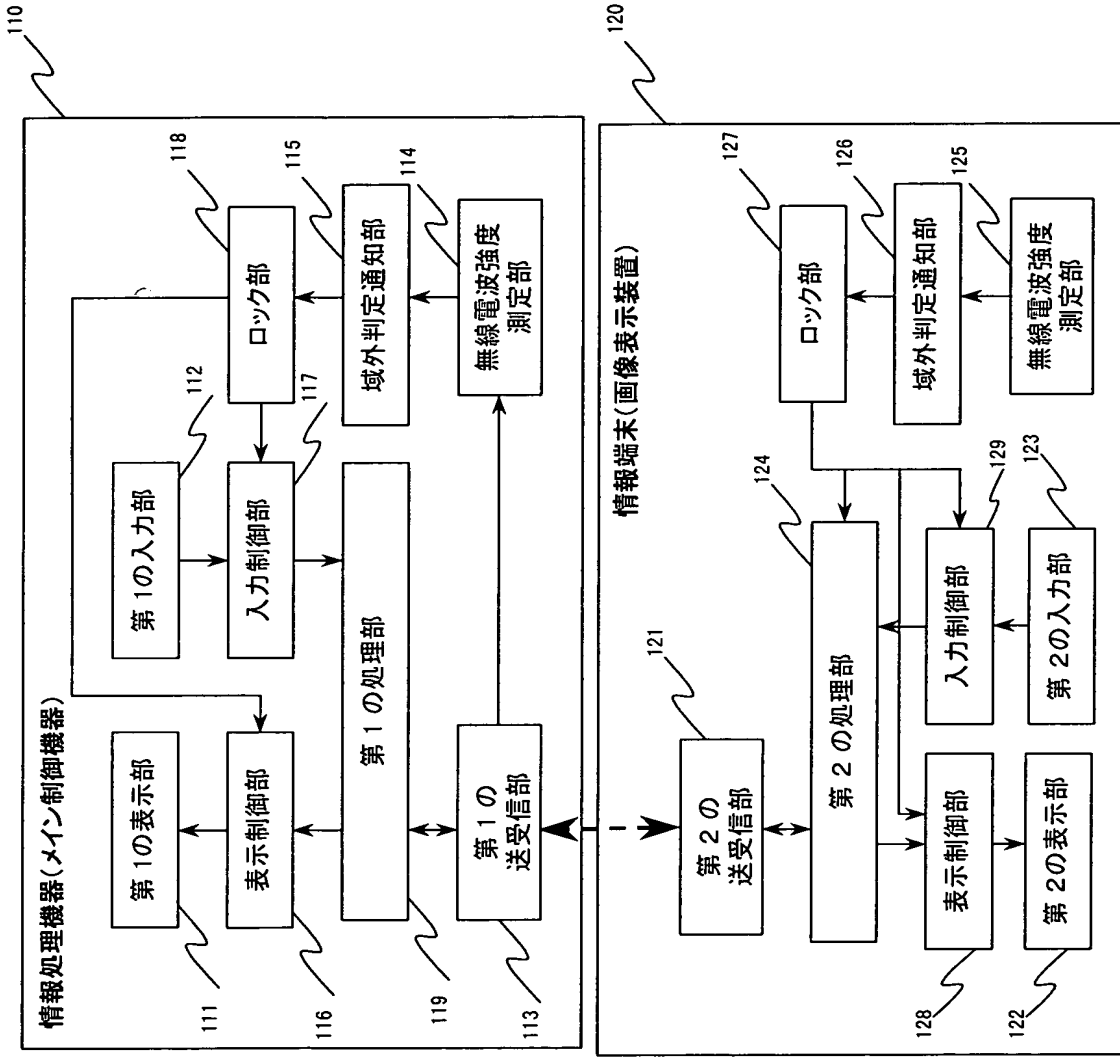 110
情報処理機器(メイン制御機器)
第1の表示部
111
第1の入力部
112
ロック部
118
表示制御部
116
入力制御部
117
域外判定通知部
115
第1の処理部
119
第1の
送受信部
113
無線電波強度
測定部
114
120
情報端末(画像表示装置)
第2の
送受信部
121
ロック部
127
第2の処理部
124
域外判定通知部
126
表示制御部
128
入力制御部
129
無線電波強度
測定部
125
第2の表示部
122
第2の入力部
123